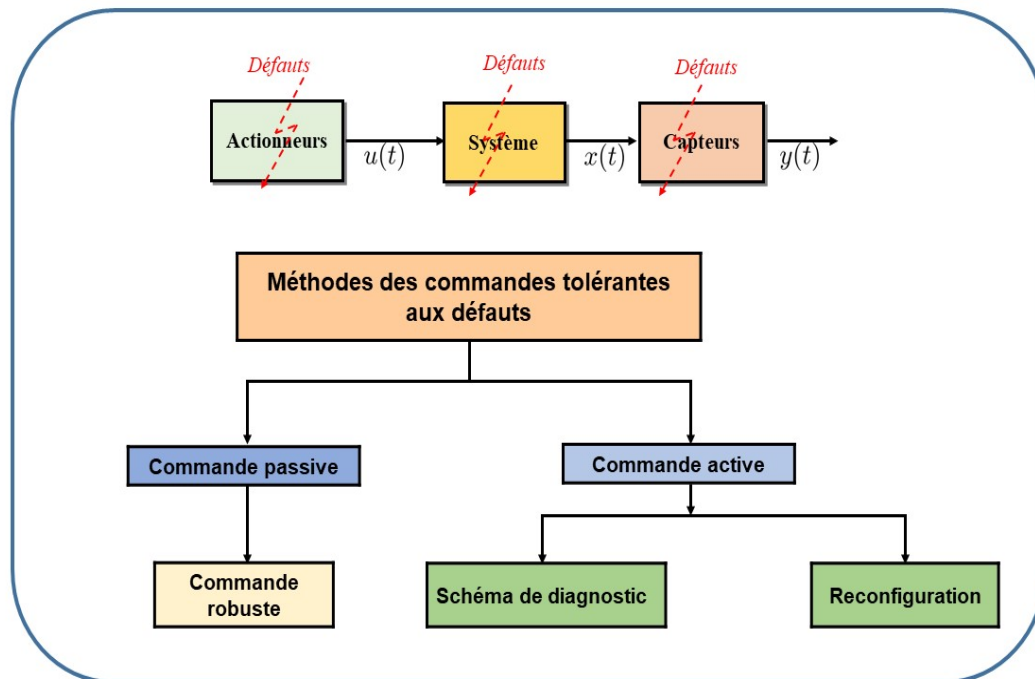 Défauts
Défauts
Défauts
Actionneurs
u(t)
Système
x(t)
Capteurs
y(t)
Méthodes des commandes tolérantes
aux défauts
Commande passive
Commande active
Commande
robuste
Schéma de diagnostic
Reconfiguration